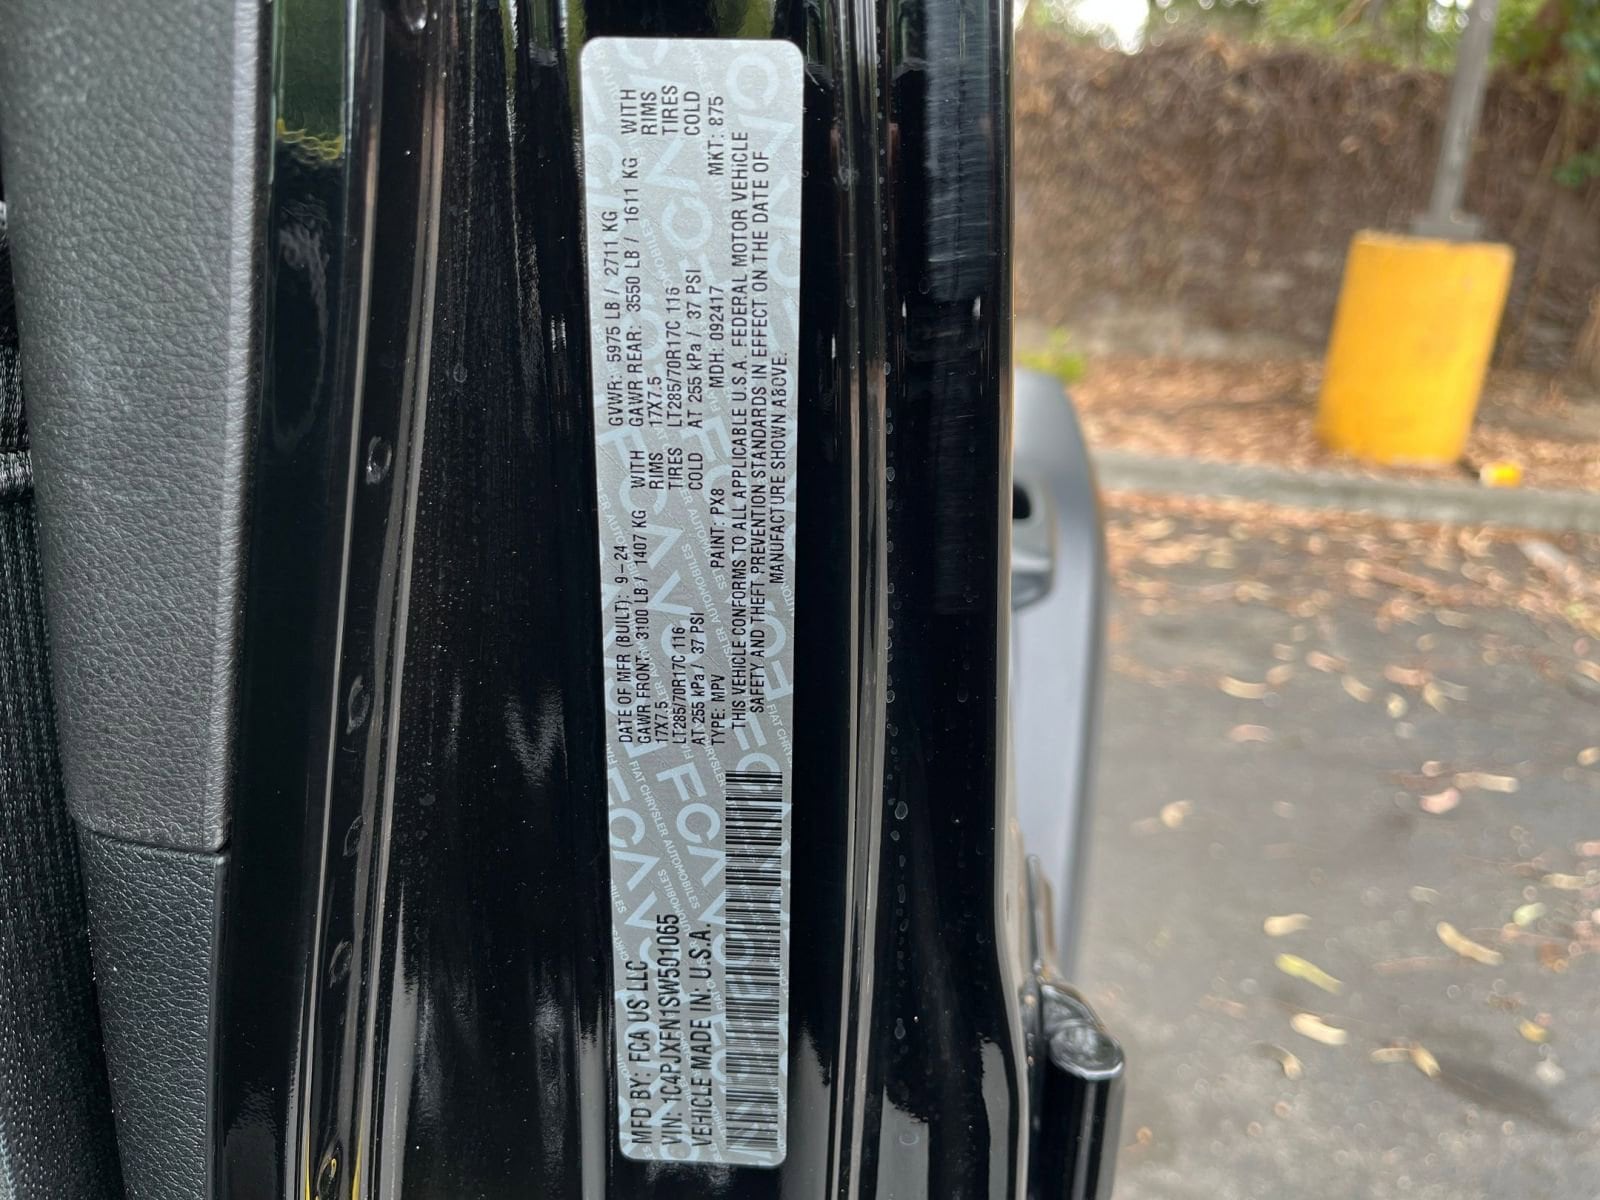 MFD BY: FCA US LLC
DATE OF MFR (BUILT): 9-24
GVWR: 5975 LB / 2711 KG
GAWR FRONT 3100 LB / 1407 KG WITH
GAWR REAR: 3550 LB / 1611 KG WITH
17X7.5 RIMS
17X7.5 RIMS
LT285/70R17C 116 TIRES
LT285/70R17C 116 TIRES
AT 255 kPa / 37 PSI COLD
AT 255 kPa / 37 PSI COLD
VIN: 1C4PJXFN1SW501065
TYPE: MPV PAINT: PX8 MDH: 092417 MKT: 875
VEHICLE MADE IN: U.S.A.
THIS VEHICLE CONFORMS TO ALL APPLICABLE U.S.A. FEDERAL MOTOR VEHICLE
SAFETY AND THEFT PREVENTION STANDARDS IN EFFECT ON THE DATE OF
MANUFACTURE SHOWN ABOVE.